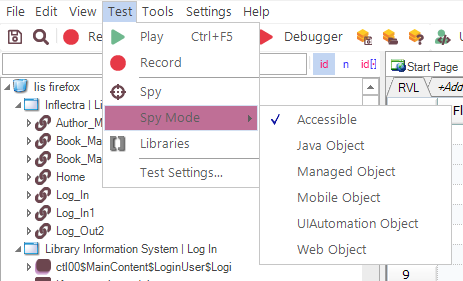 File View Test Tools Settings Help
Re Debugger
Play Ctrl+F5
Record
Spy
Spy Mode
Libraries
Test Settings...
Accessible
Java Object
Managed Object
Mobile Object
UIAutomation Object
Web Object
id n id[·]
Start Page
RVL +Add
Fl
9
lis firefox
Inflectra | Li
Author_M
Book_Ma
Book_Ma
Home
Log_In
Log_In1
Log_Out2
Library Information System | Log In
ctl00$MainContent$LoginUser$Logi